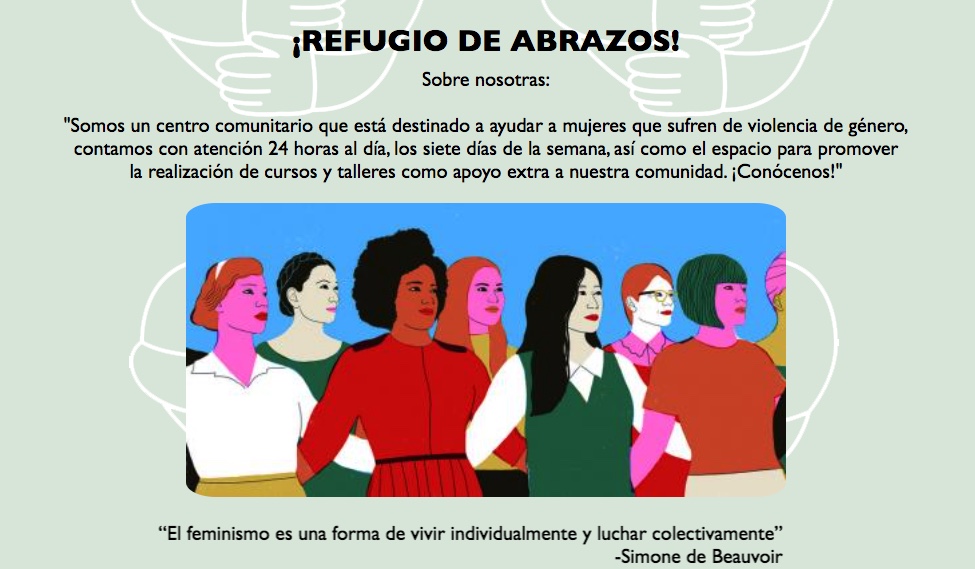 ¡REFUGIO DE ABRAZOS!
Sobre nosotras:
"Somos un centro comunitario que está destinado a ayudar a mujeres que sufren de violencia de género,
contamos con atención 24 horas al día, los siete días de la semana, así como el espacio para promover
la realización de cursos y talleres como apoyo extra a nuestra comunidad. ¡Conócenos!"
“El feminismo es una forma de vivir individualmente y luchar colectivamente”
-Simone de Beauvoir